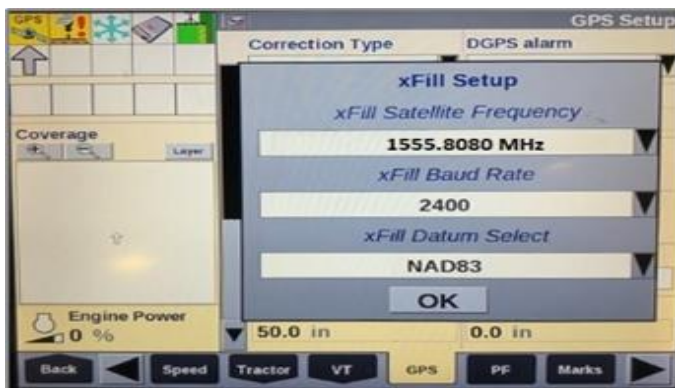 GPS
GPS Setup
Correction Type
DGPS alarm
xFill Setup
xFill Satellite Frequency
1555.8080 MHz
xFill Baud Rate
2400
xFill Datum Select
NAD83
OK
Coverage
Layer
Engine Power
0 %
50.0 in
0.0 in
Back
Speed
Tractor
VT
GPS
PF
Marks